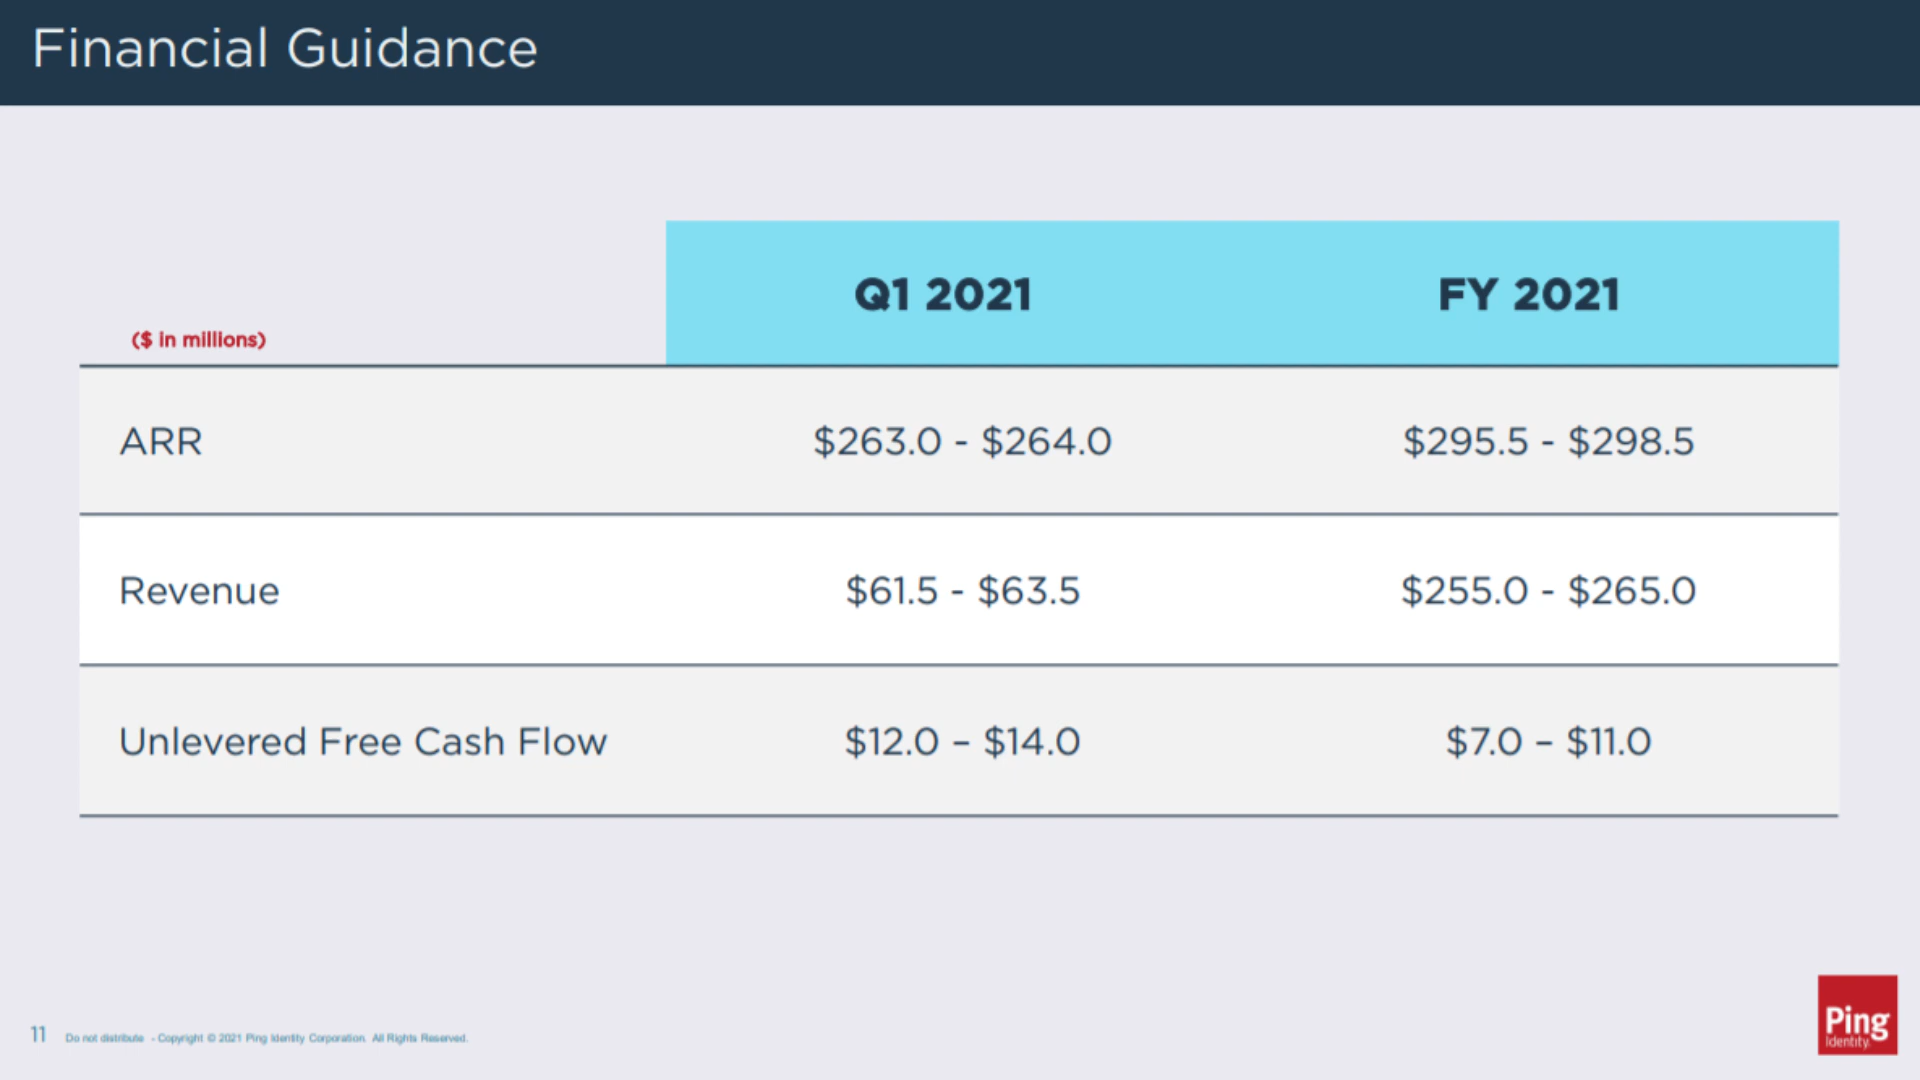 Financial Guidance
Q1 2021 FY 2021
($ in millions)
ARR $263.0 - $264.0 $295.5 - $298.5
Revenue $61.5 - $63.5 $255.0 - $265.0
Unlevered Free Cash Flow $12.0 – $14.0 $7.0 – $11.0
11 Do not distribute - Copyright © 2021 Ping Identity Corporation. All Rights Reserved.
Ping
Identity.